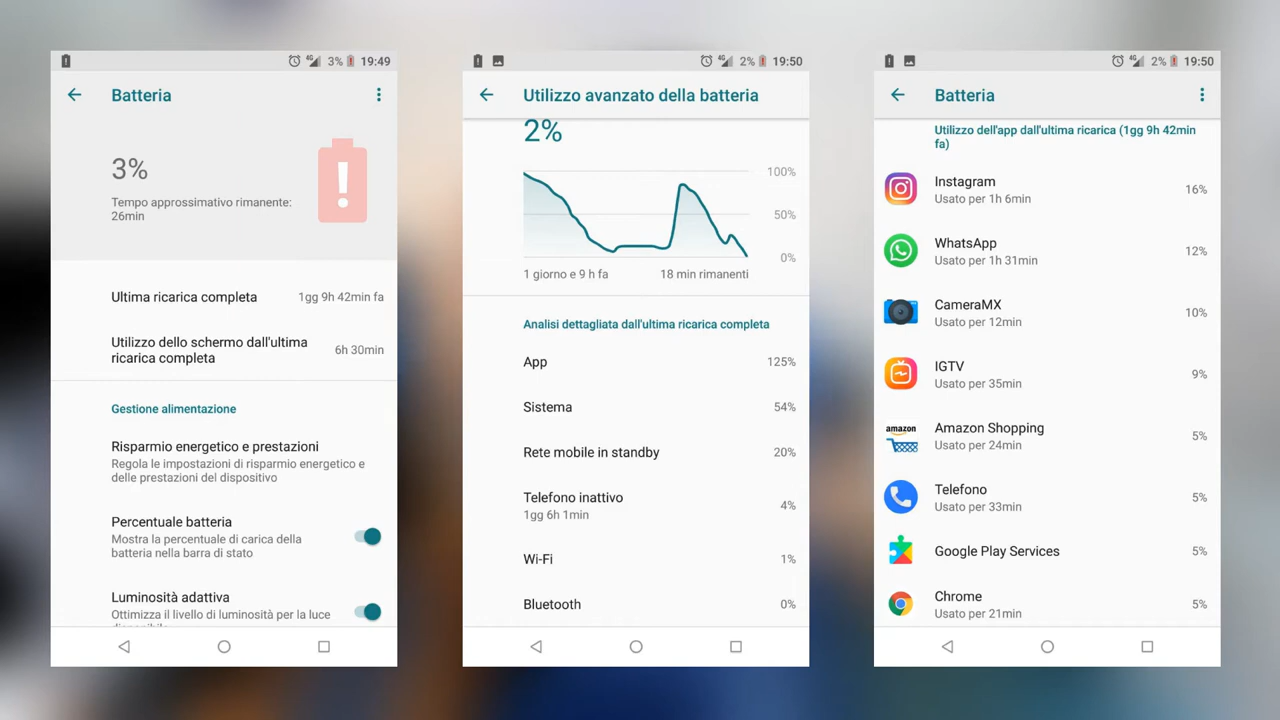 4G 3% 19:49
Batteria
3%
Tempo approssimativo rimanente:
26min
Ultima ricarica completa 1gg 9h 42min fa
Utilizzo dello schermo dall'ultima
ricarica completa 6h 30min
Gestione alimentazione
Risparmio energetico e prestazioni
Regola le impostazioni di risparmio energetico e
delle prestazioni del dispositivo
Percentuale batteria
Mostra la percentuale di carica della
batteria nella barra di stato
Luminosità adattiva
Ottimizza il livello di luminosità per la luce
4G 2% 19:50
Utilizzo avanzato della batteria
2%
100%
50%
0%
1 giorno e 9 h fa 18 min rimanenti
Analisi dettagliata dall'ultima ricarica completa
App 125%
Sistema 54%
Rete mobile in standby 20%
Telefono inattivo 4%
1gg 6h 1min
Wi-Fi 1%
Bluetooth 0%
4G 2% 19:50
Batteria
Utilizzo dell'app dall'ultima ricarica (1gg 9h 42min
fa)
Instagram 16%
Usato per 1h 6min
WhatsApp 12%
Usato per 1h 31min
CameraMX 10%
Usato per 12min
IGTV 9%
Usato per 35min
amazon
Amazon Shopping 5%
Usato per 24min
Telefono 5%
Usato per 33min
Google Play Services 5%
Chrome 5%
Usato per 21min